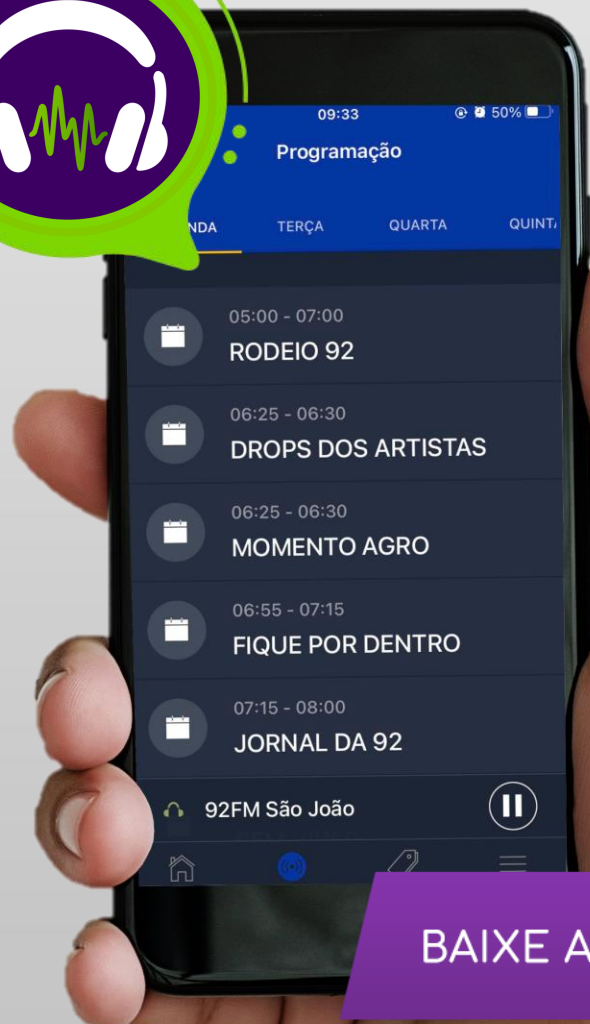 09:33
50%
Programação
NDA TERÇA QUARTA QUINTA
05:00 - 07:00
RODEIO 92
06:25 - 06:30
DROPS DOS ARTISTAS
06:25 - 06:30
MOMENTO AGRO
06:55 - 07:15
FIQUE POR DENTRO
07:15 - 08:00
JORNAL DA 92
92FM São João
BAIXE A